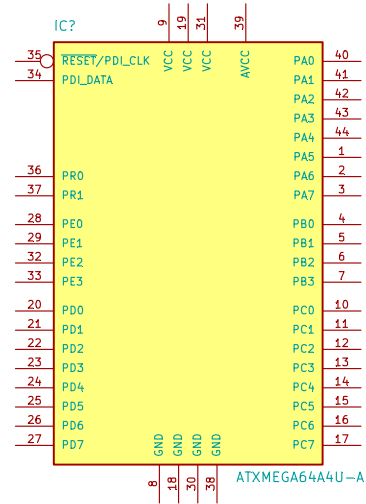 IC?
9 19 31 39
VCC VCC VCC AVCC
35 RESET/PDI_CLK PA0 40
34 PDI_DATA PA1 41
PA2 42
PA3 43
PA4 44
PA5 1
36 PR0 PA6 2
37 PR1 PA7 3
28 PE0 PB0 4
29 PE1 PB1 5
32 PE2 PB2 6
33 PE3 PB3 7
20 PD0 PC0 10
21 PD1 PC1 11
22 PD2 PC2 12
23 PD3 PC3 13
24 PD4 PC4 14
25 PD5 PC5 15
26 PD6 PC6 16
27 PD7 PC7 17
GND GND GND GND
8 18 30 38
ATXMEGA64A4U-A